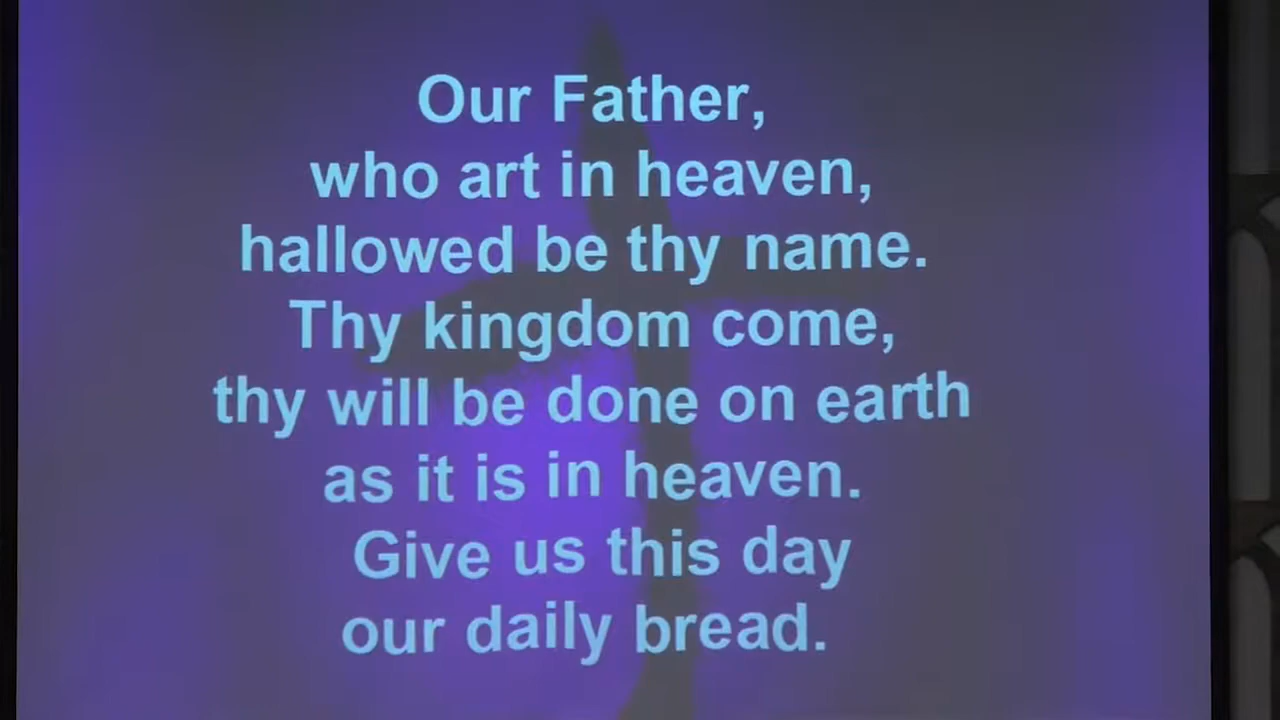 Our Father,
who art in heaven,
hallowed be thy name.
Thy kingdom come,
thy will be done on earth
as it is in heaven.
Give us this day
our daily bread.